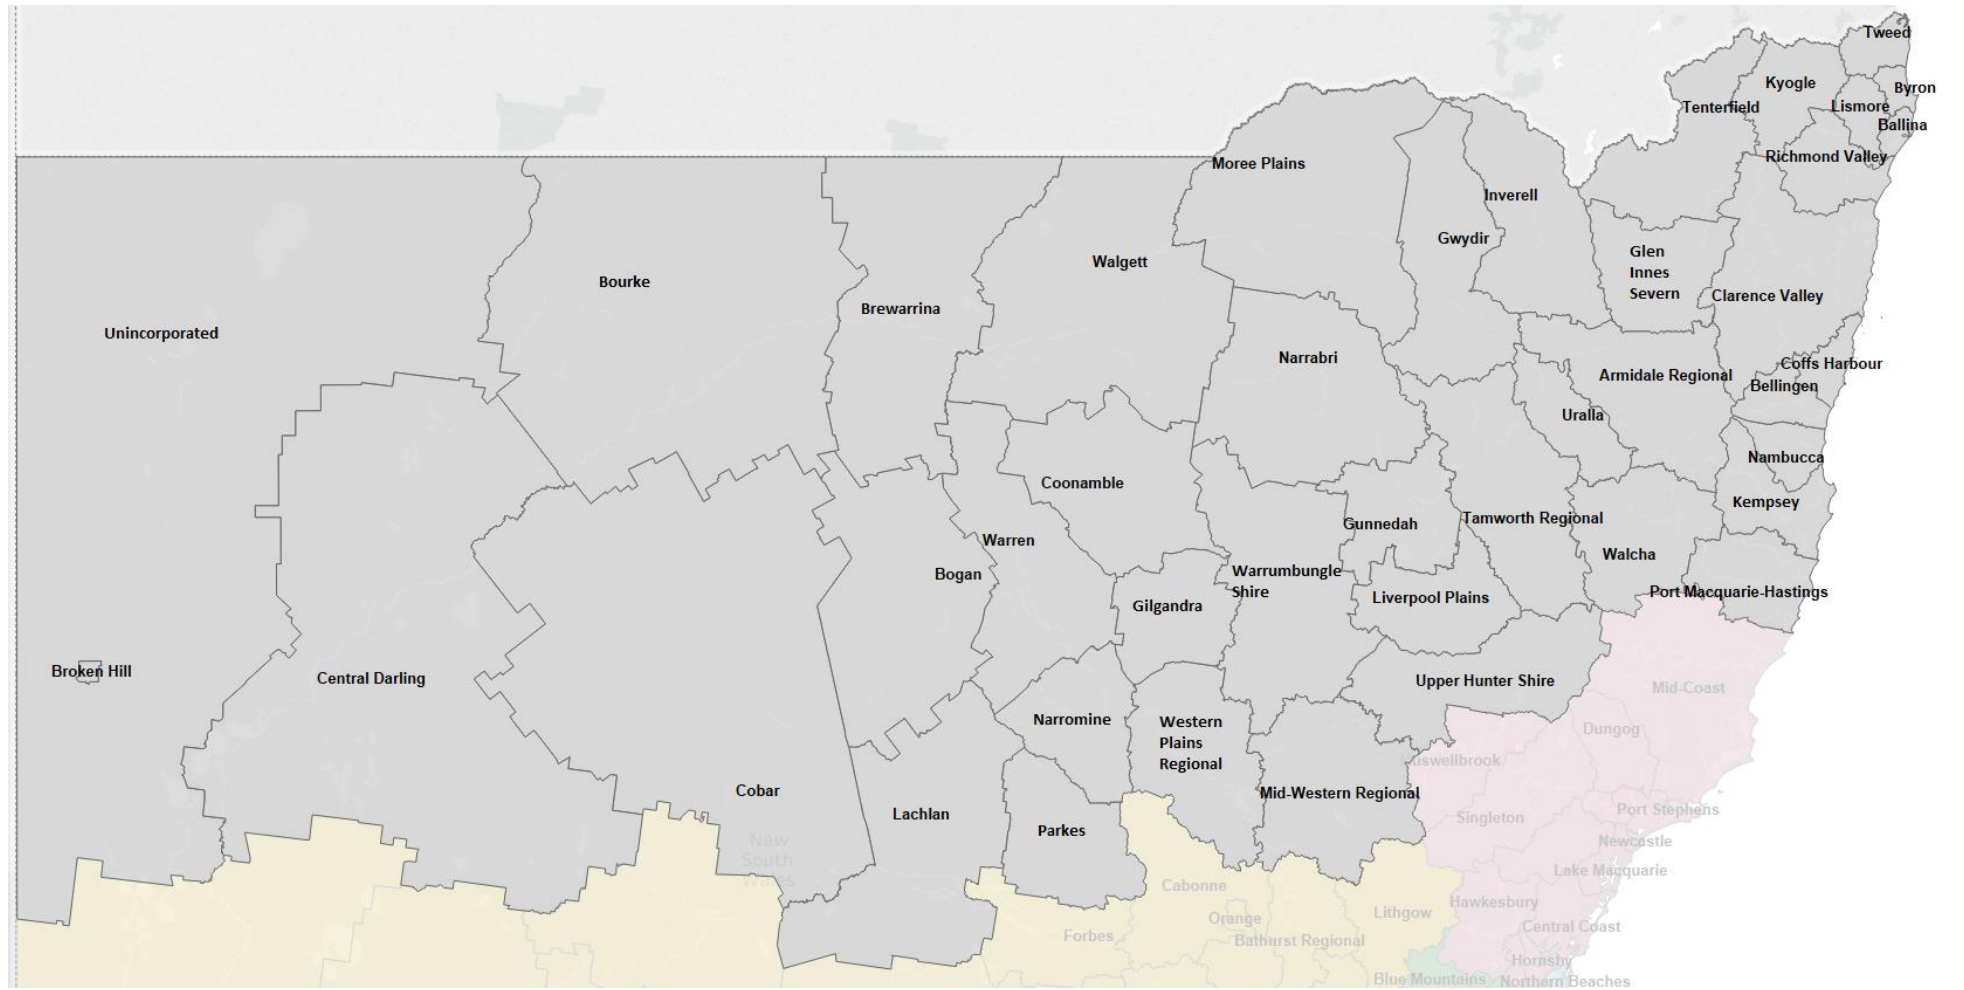 Tweed
Kyogle
Byron
Tenterfield
Lismore
Ballina
Richmond Valley
Moree Plains
Inverell
Gwydir
Glen
Innes
Severn
Walgett
Bourke
Clarence Valley
Brewarrina
Unincorporated
Narrabri
Coffs Harbour
Armidale Regional
Bellingen
Uralla
Nambucca
Coonamble
Kempsey
Tamworth Regional
Gunnedah
Warren
Walcha
Warrumbungle
Shire
Bogan
Port Macquarie-Hastings
Liverpool Plains
Gilgandra
Broken Hill
Central Darling
Upper Hunter Shire
Mid-Coast
Narromine
Western
Plains
Regional
Dungog
Cobar
Mid-Western Regional
Port Stephens
Lachlan
Singleton
Parkes
New
South
Wales
Newcastle
Lake Macquarie
Cabonne
Hawkesbury
Lithgow
Orange
Central Coast
Forbes
Bathurst Regional
Hornsby
Blue Mountains
Northern Beaches